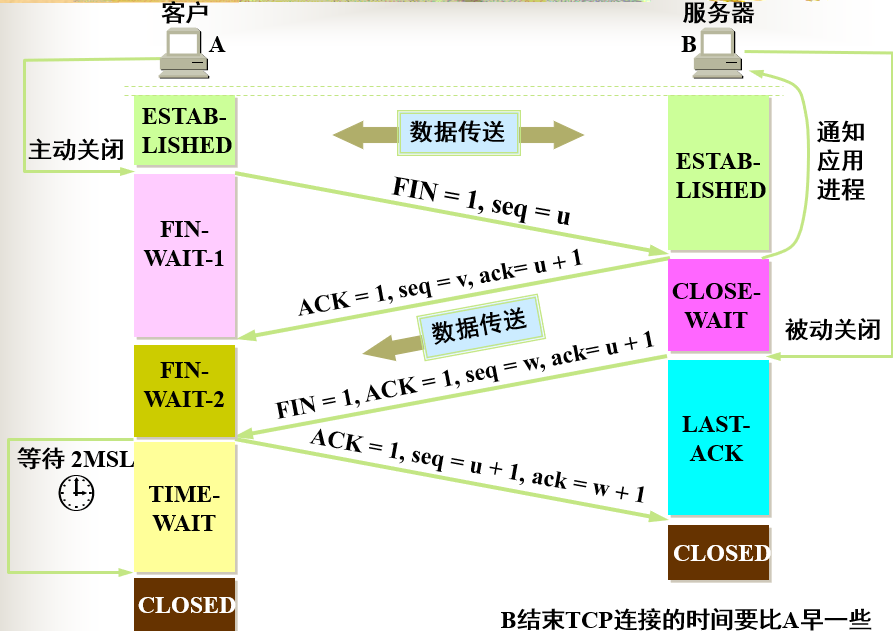 客户
服务器
A
B
ESTAB-
LISHED
数据传送
通知
应用
进程
主动关闭
ESTAB-
LISHED
FIN = 1, seq = u
FIN-
WAIT-1
ACK = 1, seq = v, ack= u + 1
CLOSE-
WAIT
数据传送
被动关闭
FIN-
WAIT-2
FIN = 1, ACK = 1, seq = w, ack= u + 1
LAST-
ACK
ACK = 1, seq = u + 1, ack = w + 1
等待 2MSL
TIME-
WAIT
CLOSED
CLOSED
B结束TCP连接的时间要比A早一些